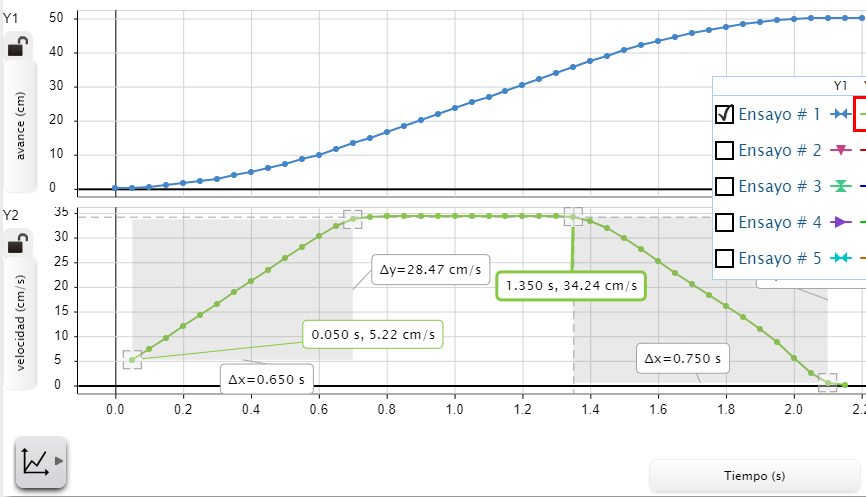 Y1
avance (cm)
50
40
30
20
10
0
Y1
Ensayo # 1
Ensayo # 2
Ensayo # 3
Ensayo # 4
Ensayo # 5
Y2
velocidad (cm/s)
35
30
25
20
15
10
5
0
Δy=28.47 cm/s
1.350 s, 34.24 cm/s
0.050 s, 5.22 cm/s
Δx=0.750 s
Δx=0.650 s
0.0 0.2 0.4 0.6 0.8 1.0 1.2 1.4 1.6 1.8 2.0
Tiempo (s)